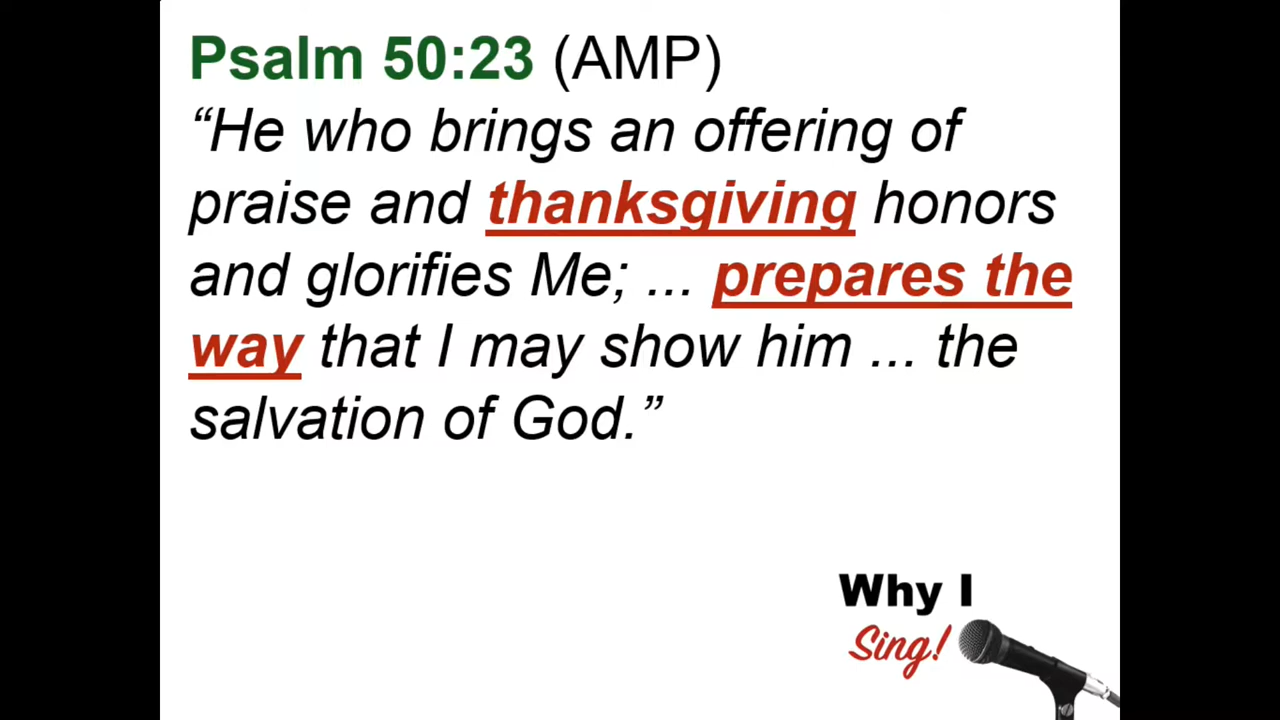 Psalm 50:23 (AMP)
“He who brings an offering of
praise and thanksgiving honors
and glorifies Me; ... prepares the
way that I may show him ... the
salvation of God.”
Why I
Sing!